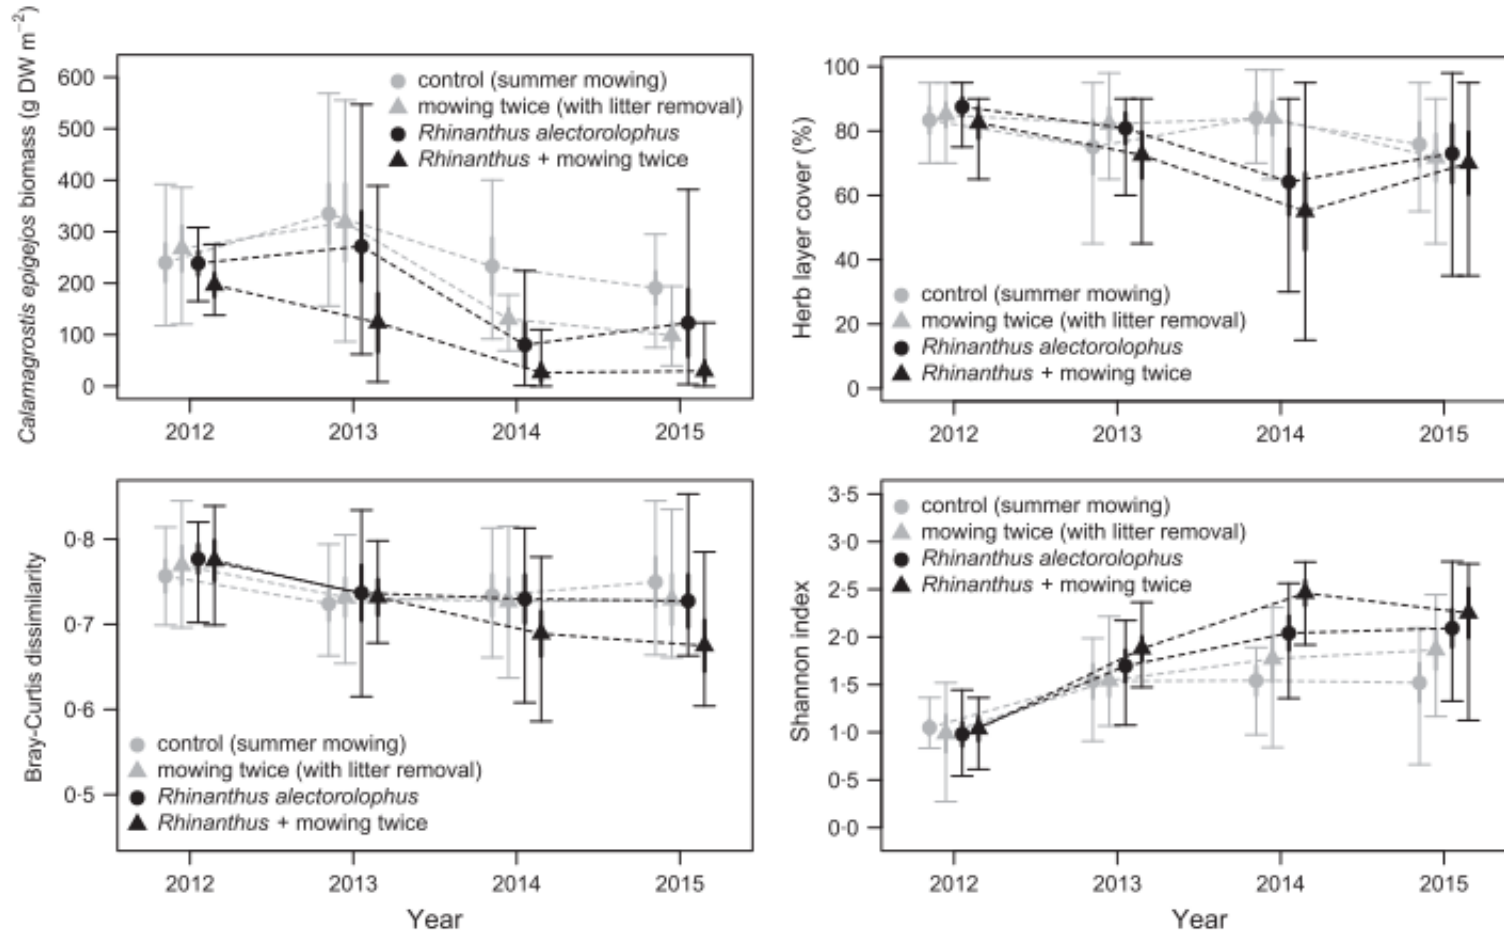 Calamagrostis epigejos biomass (g DW m−2)
600
500
400
300
200
100
0
control (summer mowing)
mowing twice (with litter removal)
Rhinanthus alectorolophus
Rhinanthus + mowing twice
2012 2013 2014 2015
Herb layer cover (%)
100
80
60
40
20
0
control (summer mowing)
mowing twice (with litter removal)
Rhinanthus alectorolophus
Rhinanthus + mowing twice
2012 2013 2014 2015
Bray-Curtis dissimilarity
0·8
0·7
0·6
0·5
control (summer mowing)
mowing twice (with litter removal)
Rhinanthus alectorolophus
Rhinanthus + mowing twice
2012 2013 2014 2015
Year
Shannon index
3·5
3·0
2·5
2·0
1·5
1·0
0·5
0·0
control (summer mowing)
mowing twice (with litter removal)
Rhinanthus alectorolophus
Rhinanthus + mowing twice
2012 2013 2014 2015
Year